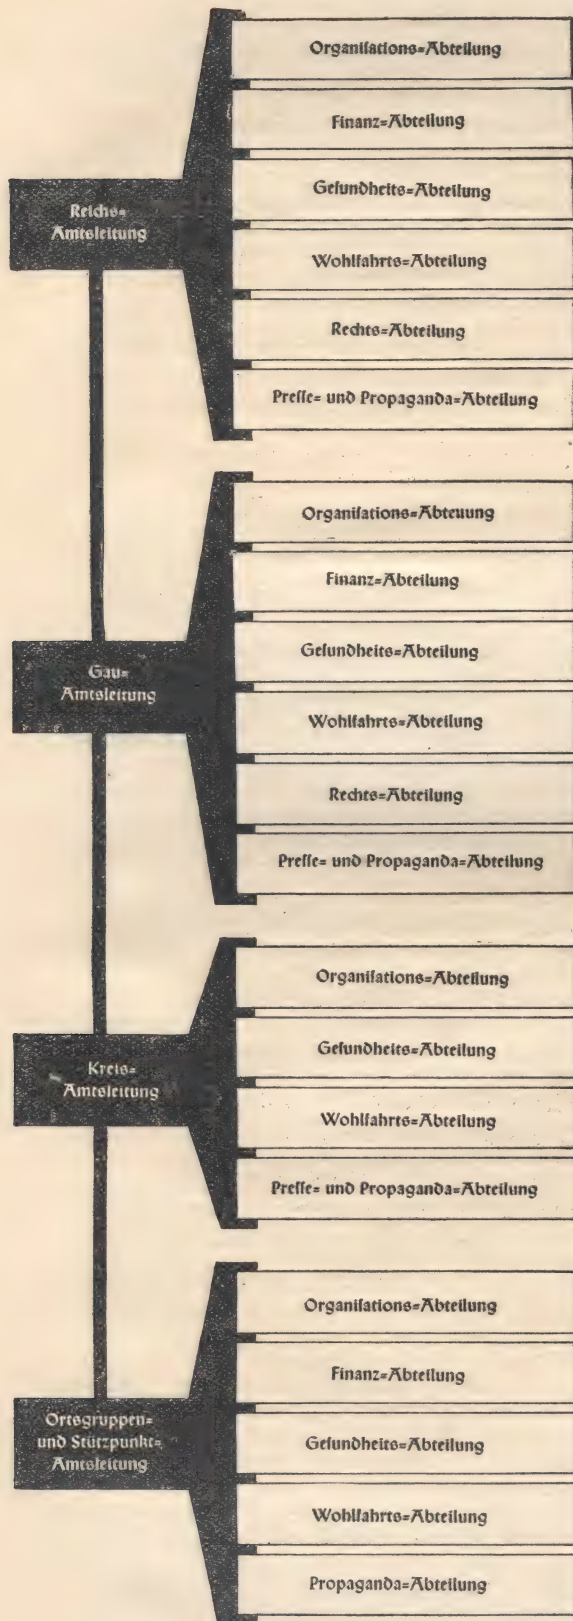 Reichs=
Amtsleitung
Organiſations=Abteilung
Finanz=Abteilung
Geſundheits=Abteilung
Wohlfahrts=Abteilung
Rechts=Abteilung
Preſſe= und Propaganda=Abteilung
Gau=
Amtsleitung
Organiſations=Abteilung
Finanz=Abteilung
Geſundheits=Abteilung
Wohlfahrts=Abteilung
Rechts=Abteilung
Preſſe= und Propaganda=Abteilung
Kreis=
Amtsleitung
Organiſations=Abteilung
Geſundheits=Abteilung
Wohlfahrts=Abteilung
Preſſe= und Propaganda=Abteilung
Ortsgruppen=
und Stützpunkt=
Amtsleitung
Organiſations=Abteilung
Finanz=Abteilung
Geſundheits=Abteilung
Wohlfahrts=Abteilung
Propaganda=Abteilung